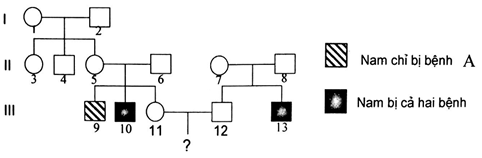 I 1 2
II 3 4 5 6 7 8
Nam chỉ bị bệnh A
III 9 10 11 12 13
Nam bị cả hai bệnh
?